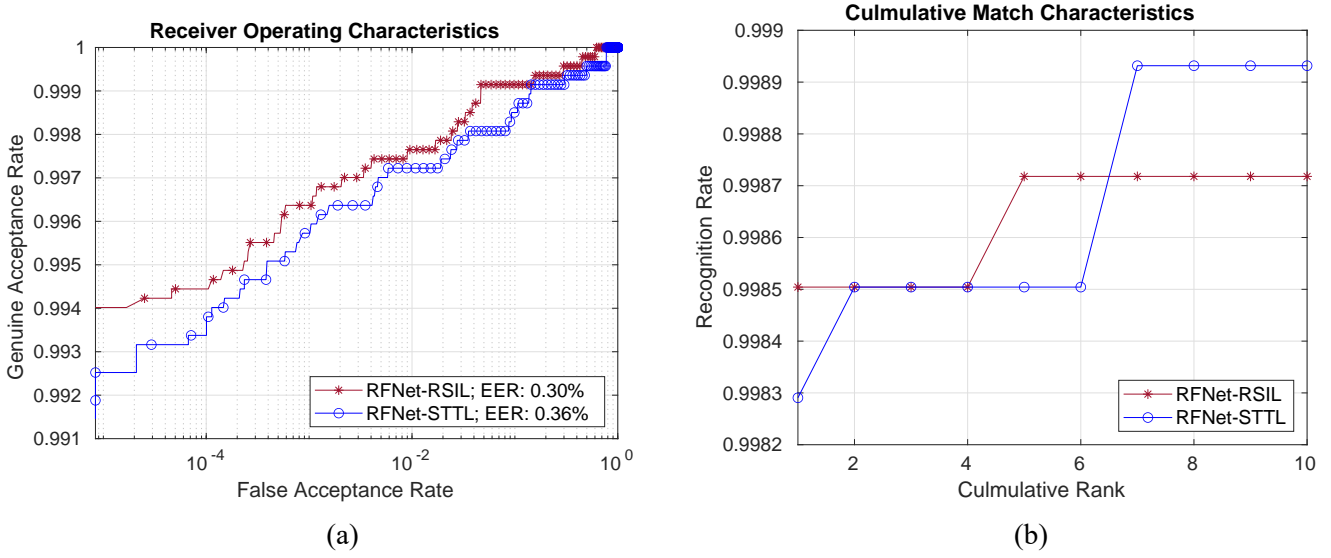 Receiver Operating Characteristics
1
0.999
0.998
0.997
0.996
0.995
0.994
0.993
0.992
0.991
Genuine Acceptance Rate
RFNet-RSIL; EER: 0.30%
RFNet-STTL; EER: 0.36%
10^-4
10^-2
10^0
False Acceptance Rate
(a)
Culmulative Match Characteristics
0.999
0.9989
0.9988
0.9987
0.9986
0.9985
0.9984
0.9983
0.9982
Recognition Rate
RFNet-RSIL
RFNet-STTL
2
4
6
8
10
Culmulative Rank
(b)